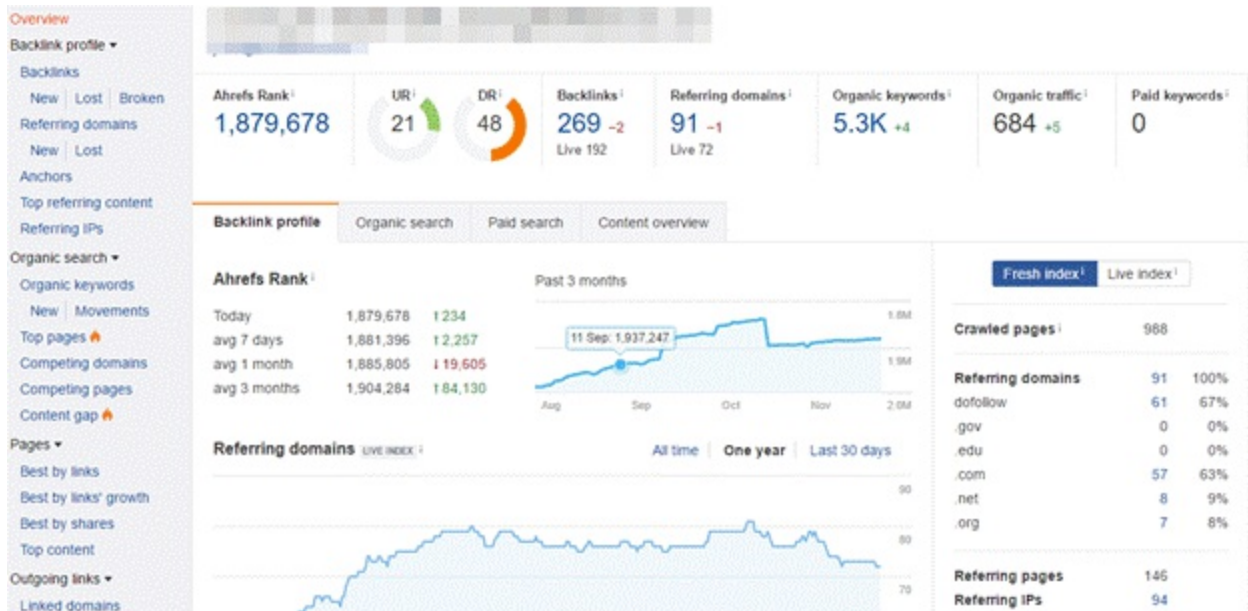 Overview
Backlink profile
Backlinks
New Lost Broken
Referring domains
New Lost
Anchors
Top referring content
Referring IPs
Organic search
Organic keywords
New Movements
Top pages
Competing domains
Competing pages
Content gap
Pages
Best by links
Best by links' growth
Best by shares
Top content
Outgoing links
Linked domains
Ahrefs Rank UR DR Backlinks Referring domains Organic keywords Organic traffic Paid keywords
1,879,678 21 48 269 -2 91 -1 5.3K +4 684 +5 0
Live 192 Live 72
Backlink profile Organic search Paid search Content overview
Ahrefs Rank
Today 1,879,678 ↑234
avg 7 days 1,881,396 ↑2,257
avg 1 month 1,885,805 ↓19,605
avg 3 months 1,904,284 ↑84,130
Past 3 months
11 Sep: 1,937,247
1.8M
1.9M
2.0M
Aug Sep Oct Nov
Referring domains LIVE INDEX All time One year Last 30 days
90
80
70
Fresh index Live index
Crawled pages 988
Referring domains 91 100%
dofollow 61 67%
.gov 0 0%
.edu 0 0%
.com 57 63%
.net 8 9%
.org 7 8%
Referring pages 146
Referring IPs 94